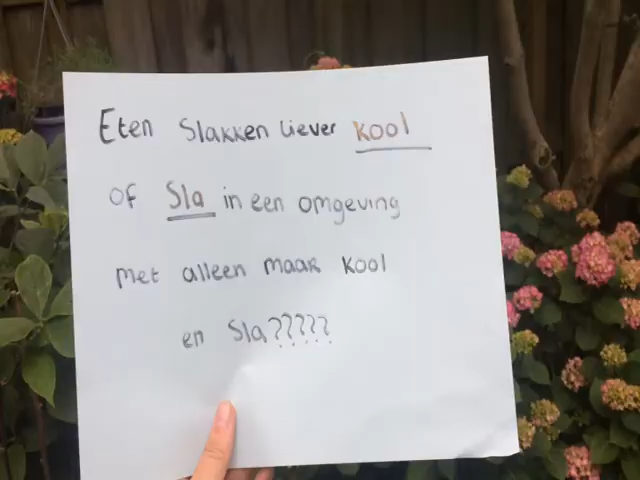 Eten slakken liever kool
of Sla in een omgeving
met alleen maar kool
en Sla?????